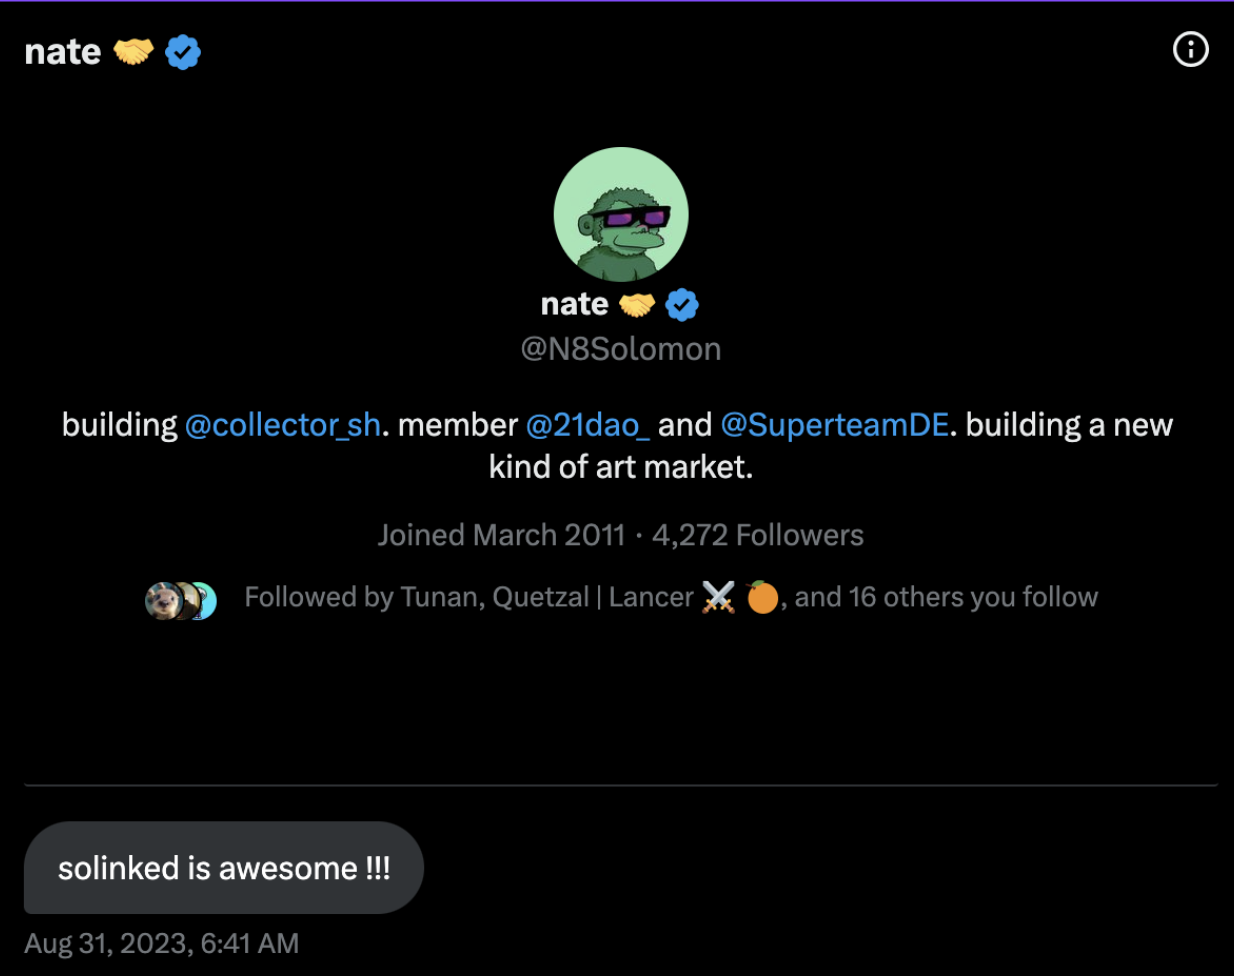 nate 🤝
nate 🤝
@N8Solomon
building @collector_sh. member @21dao_ and @SuperteamDE. building a new
kind of art market.
Joined March 2011 · 4,272 Followers
Followed by Tunan, Quetzal | Lancer ⚔️ 🍊, and 16 others you follow
solinked is awesome !!!
Aug 31, 2023, 6:41 AM